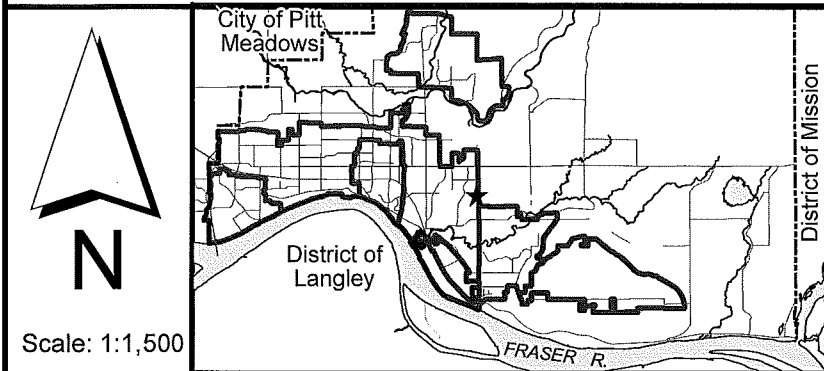 City of Pitt
Meadows
District of Mission
District of
Langley
N
Scale: 1:1,500
FRASER R.